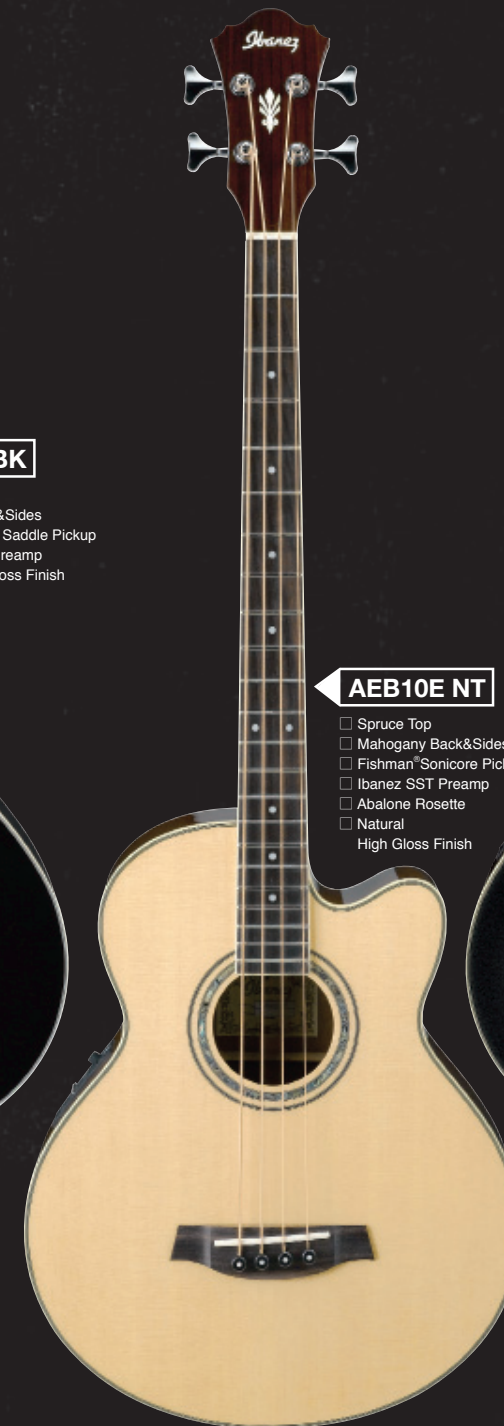 Ibanez
BK
&Sides
Saddle Pickup
reamp
oss Finish
AEB10E NT
□ Spruce Top
□ Mahogany Back&Sides
□ Fishman®Sonicore Pick
□ Ibanez SST Preamp
□ Abalone Rosette
□ Natural
High Gloss Finish
Ibanez